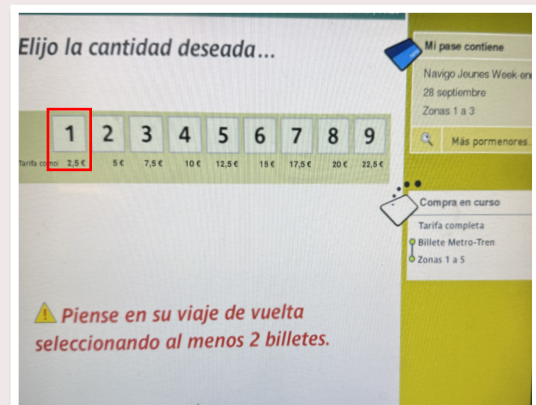 Elijo la cantidad deseada...
1 2 3 4 5 6 7 8 9
2,5 € 5 € 7,5 € 10 € 12,5 € 15 € 17,5 € 20 € 22,5 €
Piense en su viaje de vuelta
seleccionando al menos 2 billetes.
Mi pase contiene
Navigo Jeunes Week-en
28 septiembre
Zonas 1 a 3
Más pormenores
Compra en curso
Tarifa completa
Billete Metro-Tren
Zonas 1 a 5